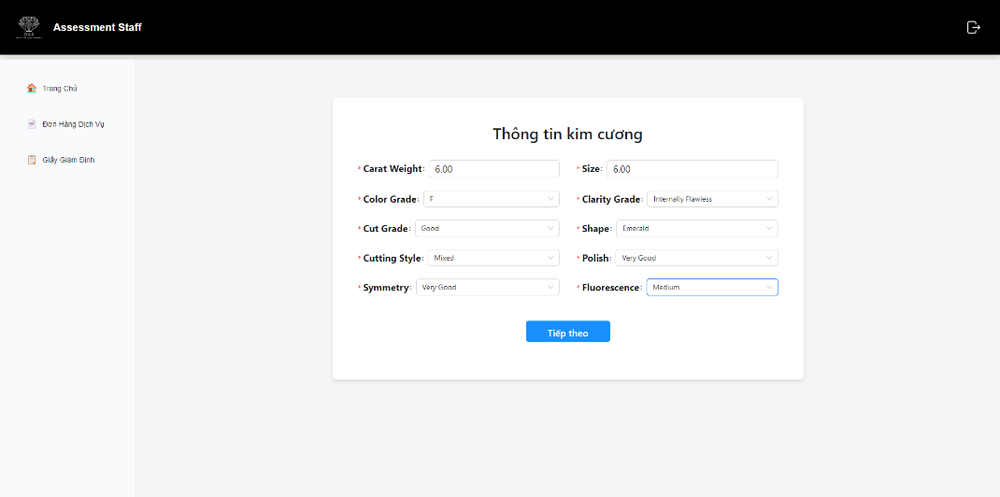 Assessment Staff
Trang Chủ
Đơn Hàng Dịch Vụ
Giấy Giám Định
Thông tin kim cương
* Carat Weight: 6.00
* Size: 6.00
* Color Grade: F
* Clarity Grade: Internally Flawless
* Cut Grade: Good
* Shape: Emerald
* Cutting Style: Mixed
* Polish: Very Good
* Symmetry: Very Good
* Fluorescence: Medium
Tiếp theo